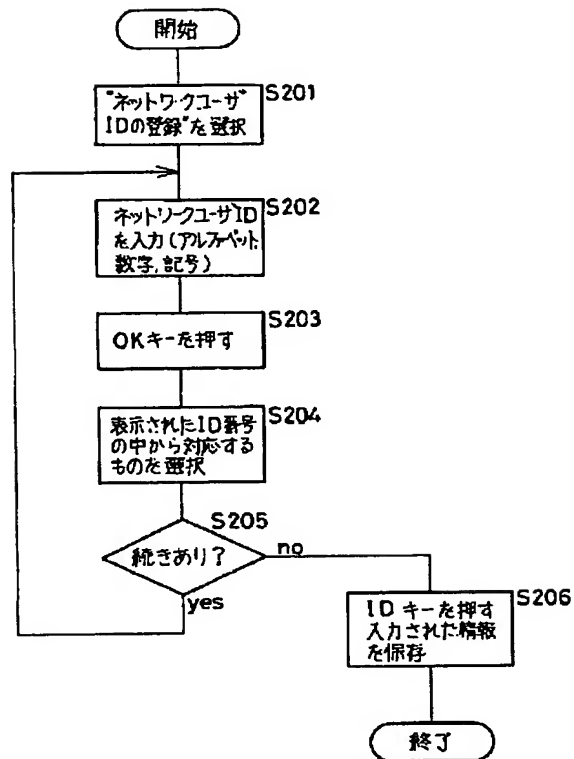 開始
S201
"ネットワークユーザ
IDの登録"を選択
S202
ネットワークユーザID
を入力(アルファベット,
数字,記号)
S203
OKキーを押す
S204
表示されたID番号
の中から対応する
ものを選択
S205
続きあり?
no
yes
S206
ID キーを押す
入力された情報
を保存
終了